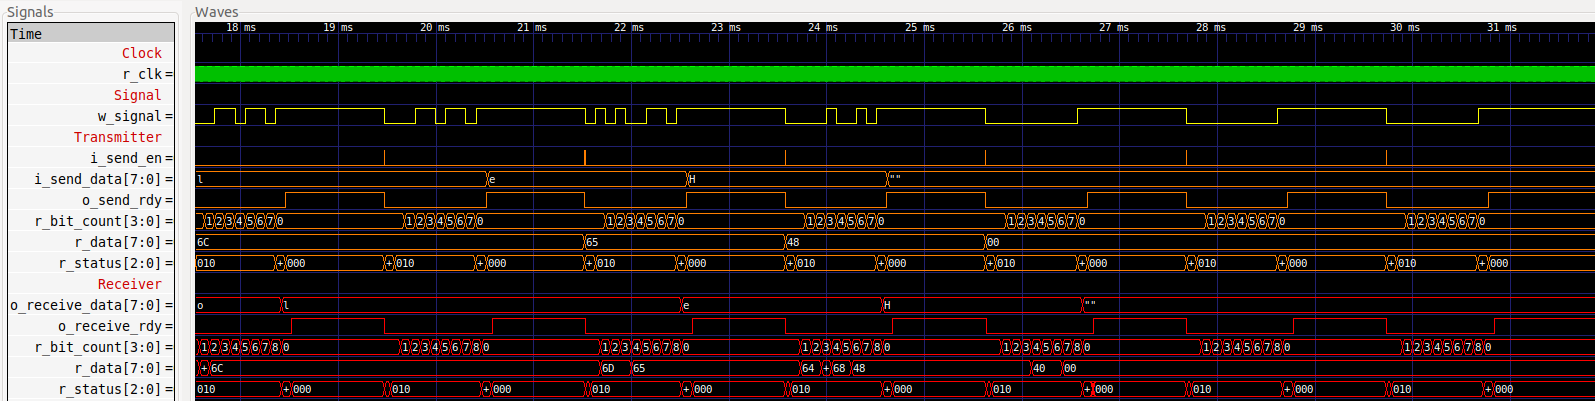 Signals Waves
Time 18 ms 19 ms 20 ms 21 ms 22 ms 23 ms 24 ms 25 ms 26 ms 27 ms 28 ms 29 ms 30 ms 31 ms
Clock
r_clk =
Signal
w_signal =
Transmitter
i_send_en =
i_send_data[7:0] = l e H ""
o_send_rdy =
r_bit_count[3:0] = 1 2 3 4 5 6 7 0 1 2 3 4 5 6 7 0 1 2 3 4 5 6 7 0 1 2 3 4 5 6 7 0 1 2 3 4 5 6 7 0 1 2 3 4 5 6 7 0 1 2 3 4 5 6 7 0
r_data[7:0] = 6C 65 48 00
r_status[2:0] = 010 + 000 + 010 + 000 + 010 + 000 + 010 + 000 + 010 + 000 + 010 + 000 + 010 + 000
Receiver
o_receive_data[7:0] = o l e H ""
o_receive_rdy =
r_bit_count[3:0] = 1 2 3 4 5 6 7 8 0 1 2 3 4 5 6 7 8 0 1 2 3 4 5 6 7 8 0 1 2 3 4 5 6 7 8 0 1 2 3 4 5 6 7 8 0 1 2 3 4 5 6 7 8 0 1 2 3 4 5 6 7 8 0
r_data[7:0] = + 6C 6D 65 64 + 68 48 40 00
r_status[2:0] = 010 + 000 010 + 000 010 + 000 010 + 000 010 + 000 010 + 000 010 + 000